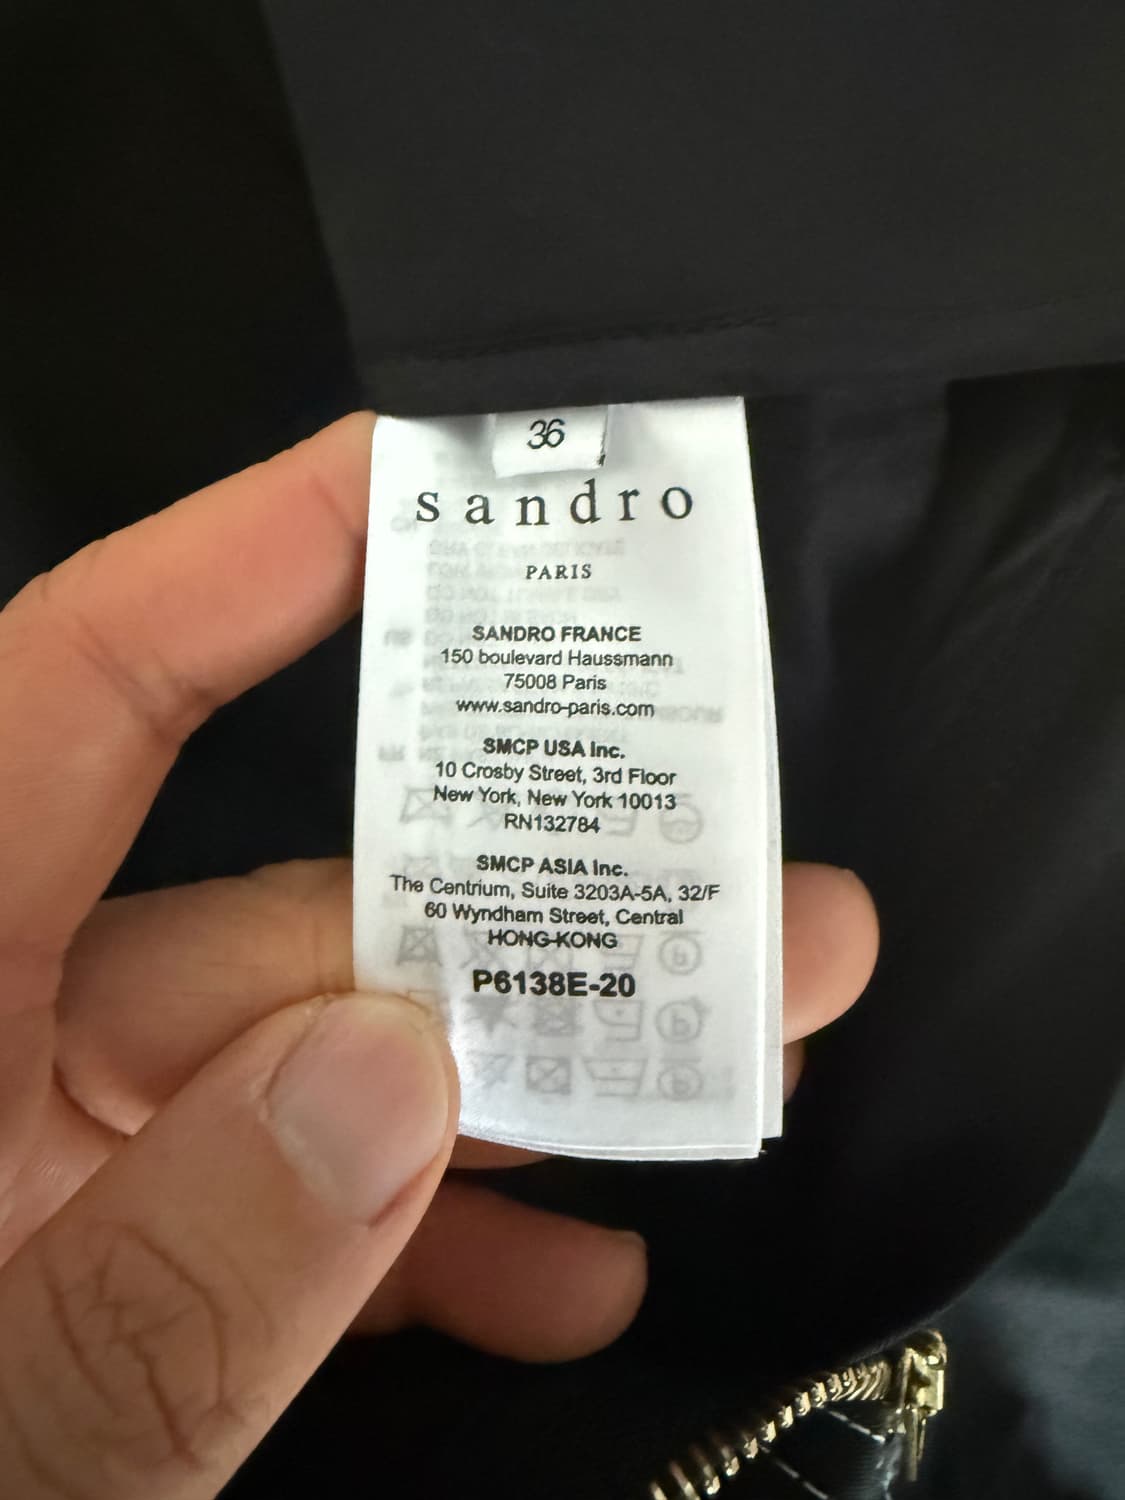 36
sandro
PARIS
SANDRO FRANCE
150 boulevard Haussmann
75008 Paris
www.sandro-paris.com
SMCP USA Inc.
10 Crosby Street, 3rd Floor
New York, New York 10013
RN132784
SMCP ASIA Inc.
The Centrium, Suite 3203A-5A, 32/F
60 Wyndham Street, Central
HONG-KONG
P6138E-20